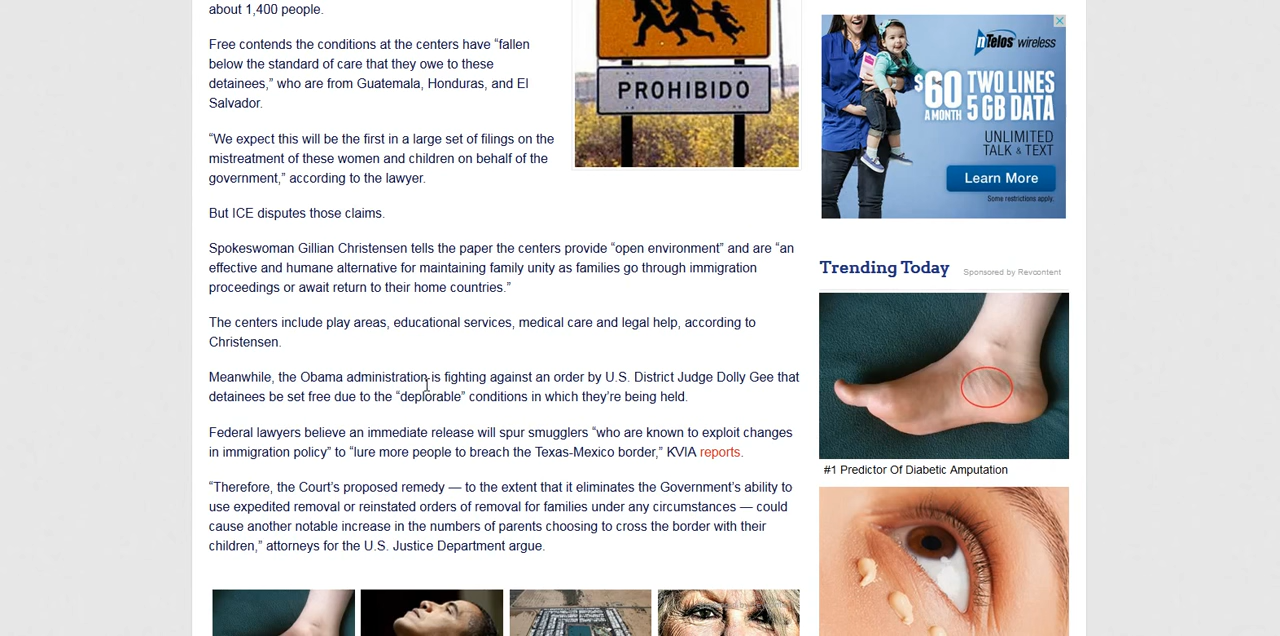 about 1,400 people.
Free contends the conditions at the centers have “fallen
below the standard of care that they owe to these
detainees,” who are from Guatemala, Honduras, and El
Salvador.
“We expect this will be the first in a large set of filings on the
mistreatment of these women and children on behalf of the
government,” according to the lawyer.
But ICE disputes those claims.
Spokeswoman Gillian Christensen tells the paper the centers provide “open environment” and are “an
effective and humane alternative for maintaining family unity as families go through immigration
proceedings or await return to their home countries.”
The centers include play areas, educational services, medical care and legal help, according to
Christensen.
Meanwhile, the Obama administration is fighting against an order by U.S. District Judge Dolly Gee that
detainees be set free due to the “deplorable” conditions in which they’re being held.
Federal lawyers believe an immediate release will spur smugglers “who are known to exploit changes
in immigration policy” to “lure more people to breach the Texas-Mexico border,” KVIA reports.
“Therefore, the Court’s proposed remedy — to the extent that it eliminates the Government’s ability to
use expedited removal or reinstated orders of removal for families under any circumstances — could
cause another notable increase in the numbers of parents choosing to cross the border with their
children,” attorneys for the U.S. Justice Department argue.
PROHIBIDO
nTelos wireless
$60 A MONTH
TWO LINES
5 GB DATA
UNLIMITED
TALK & TEXT
Learn More
Some restrictions apply.
Trending Today
Sponsored by Revcontent
#1 Predictor Of Diabetic Amputation